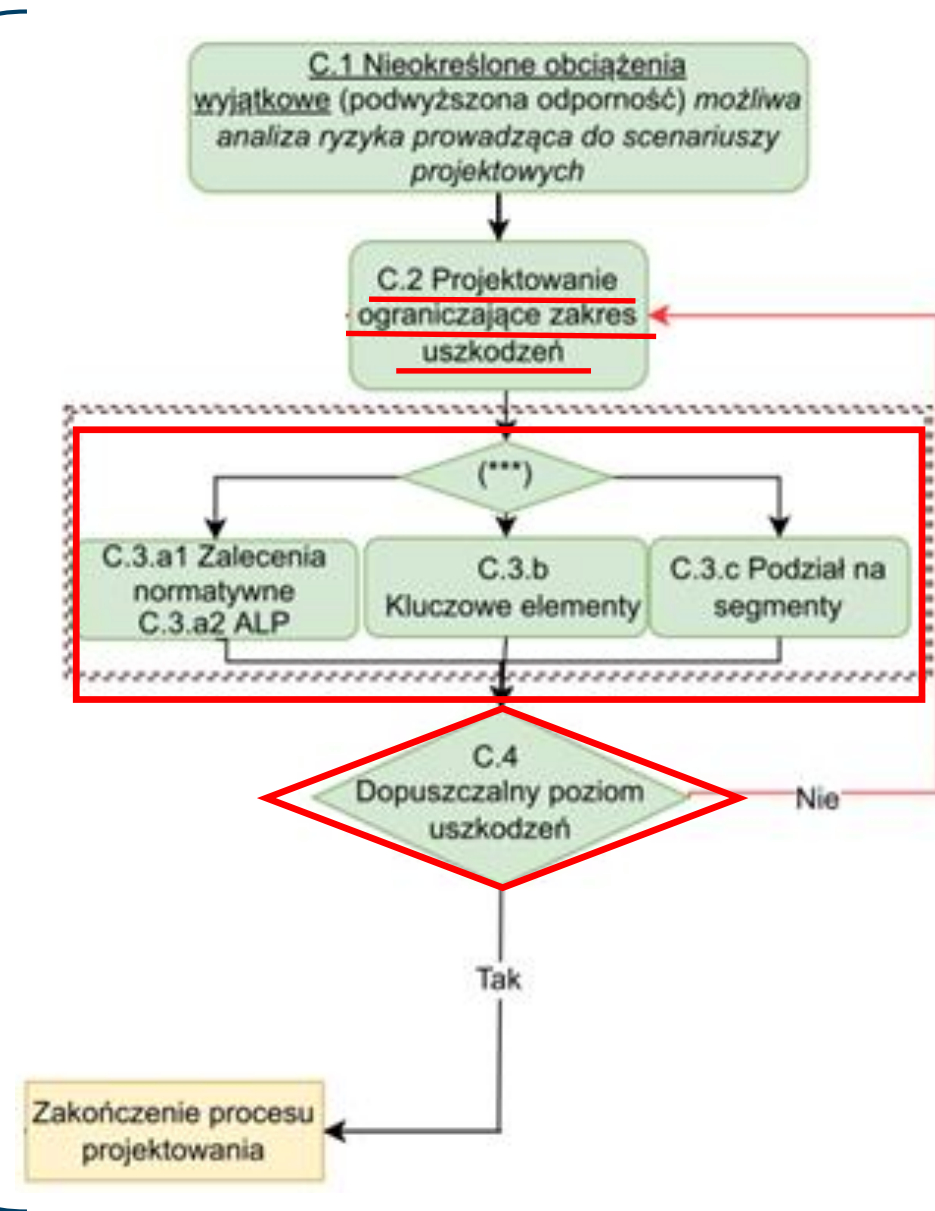 C.1 Nieokreślone obciążenia
wyjątkowe (podwyższona odporność) możliwa
analiza ryzyka prowadząca do scenariuszy
projektowych
C.2 Projektowanie
ograniczające zakres
uszkodzeń
(***)
C.3.a1 Zalecenia
normatywne
C.3.a2 ALP
C.3.b
Kluczowe elementy
C.3.c Podział na
segmenty
C.4
Dopuszczalny poziom
uszkodzeń
Nie
Tak
Zakończenie procesu
projektowania